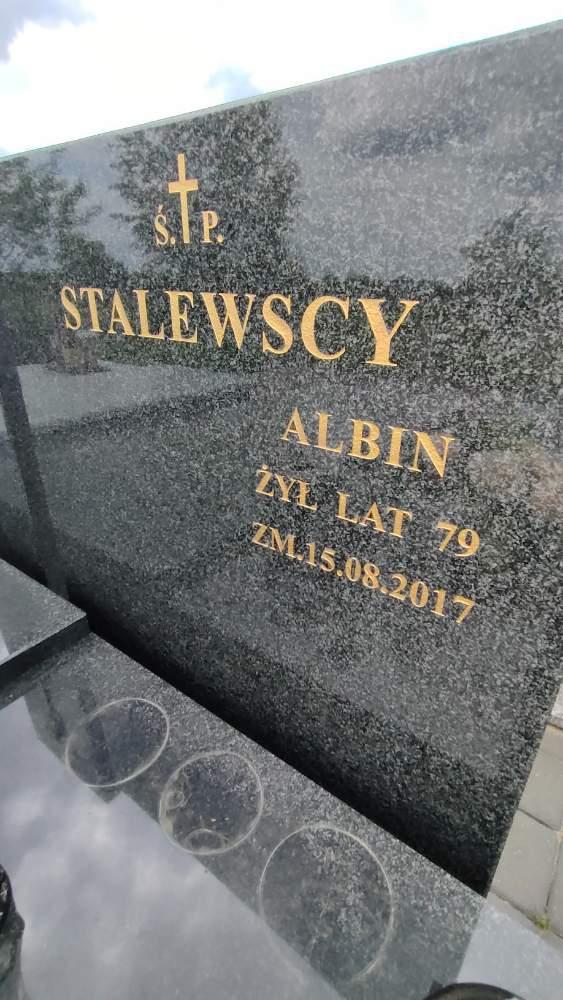 Ś. P.
STALEWSCY
ALBIN
ŻYŁ LAT 79
ZM.15.08.2017